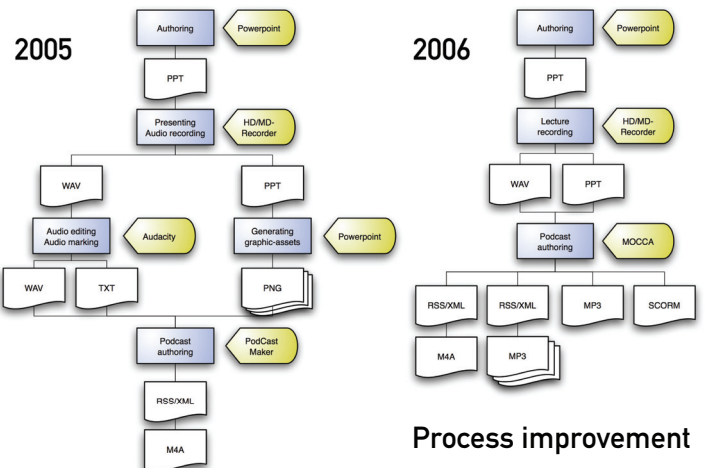 2005
Authoring
Powerpoint
PPT
Presenting
Audio recording
HD/MD-
Recorder
WAV
PPT
Audio editing
Audio marking
Audacity
Generating
graphic-assets
Powerpoint
WAV
TXT
PNG
Podcast
authoring
PodCast
Maker
RSS/XML
M4A
2006
Authoring
Powerpoint
PPT
Lecture
recording
HD/MD-
Recorder
WAV
PPT
Podcast
authoring
MOCCA
RSS/XML
RSS/XML
MP3
SCORM
M4A
MP3
Process improvement